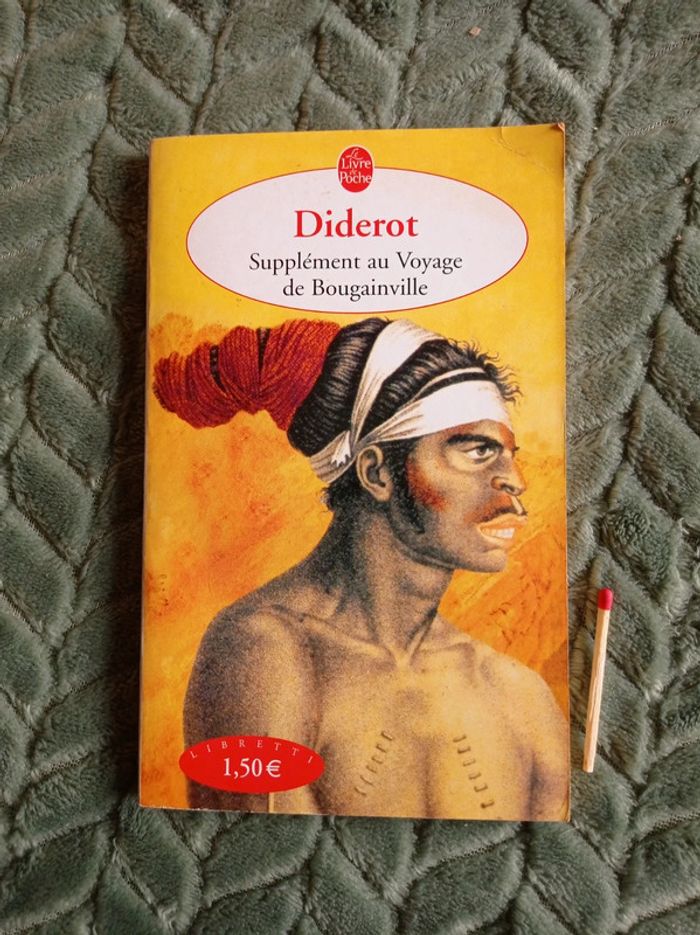 Le
Livre
de
Poche
Diderot
Supplément au Voyage
de Bougainville
LIBRETTI
1,50 €